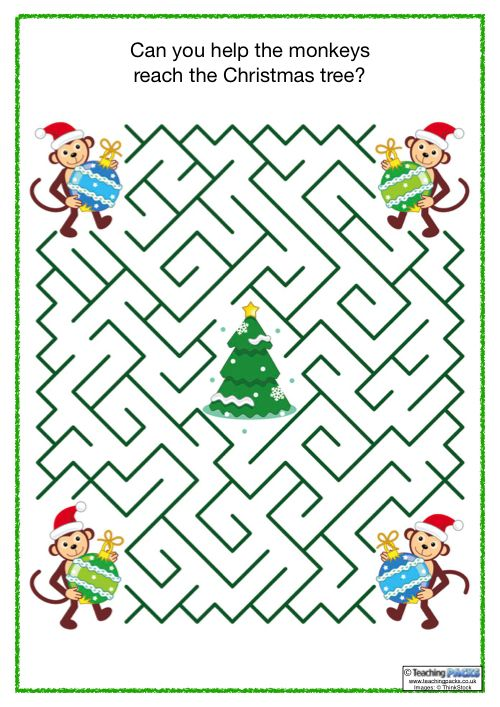 Can you help the monkeys
reach the Christmas tree?
© Teaching PACKS
www.teachingpacks.co.uk
Images: © ThinkStock